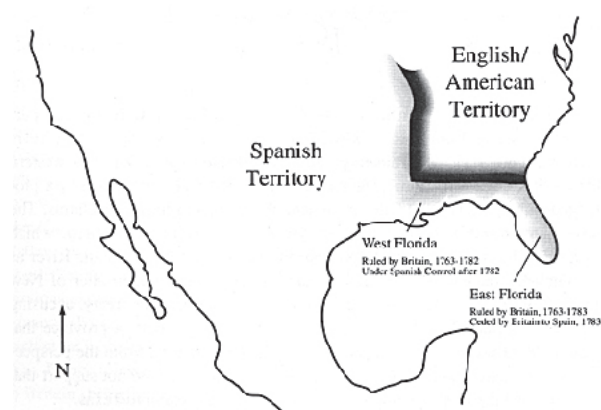 English/
American
Territory
Spanish
Territory
West Florida
Ruled by Britain, 1763-1782
Under Spanish Control after 1782
East Florida
Ruled by Britain, 1763-1783
Ceded by Britain to Spain, 1783
N